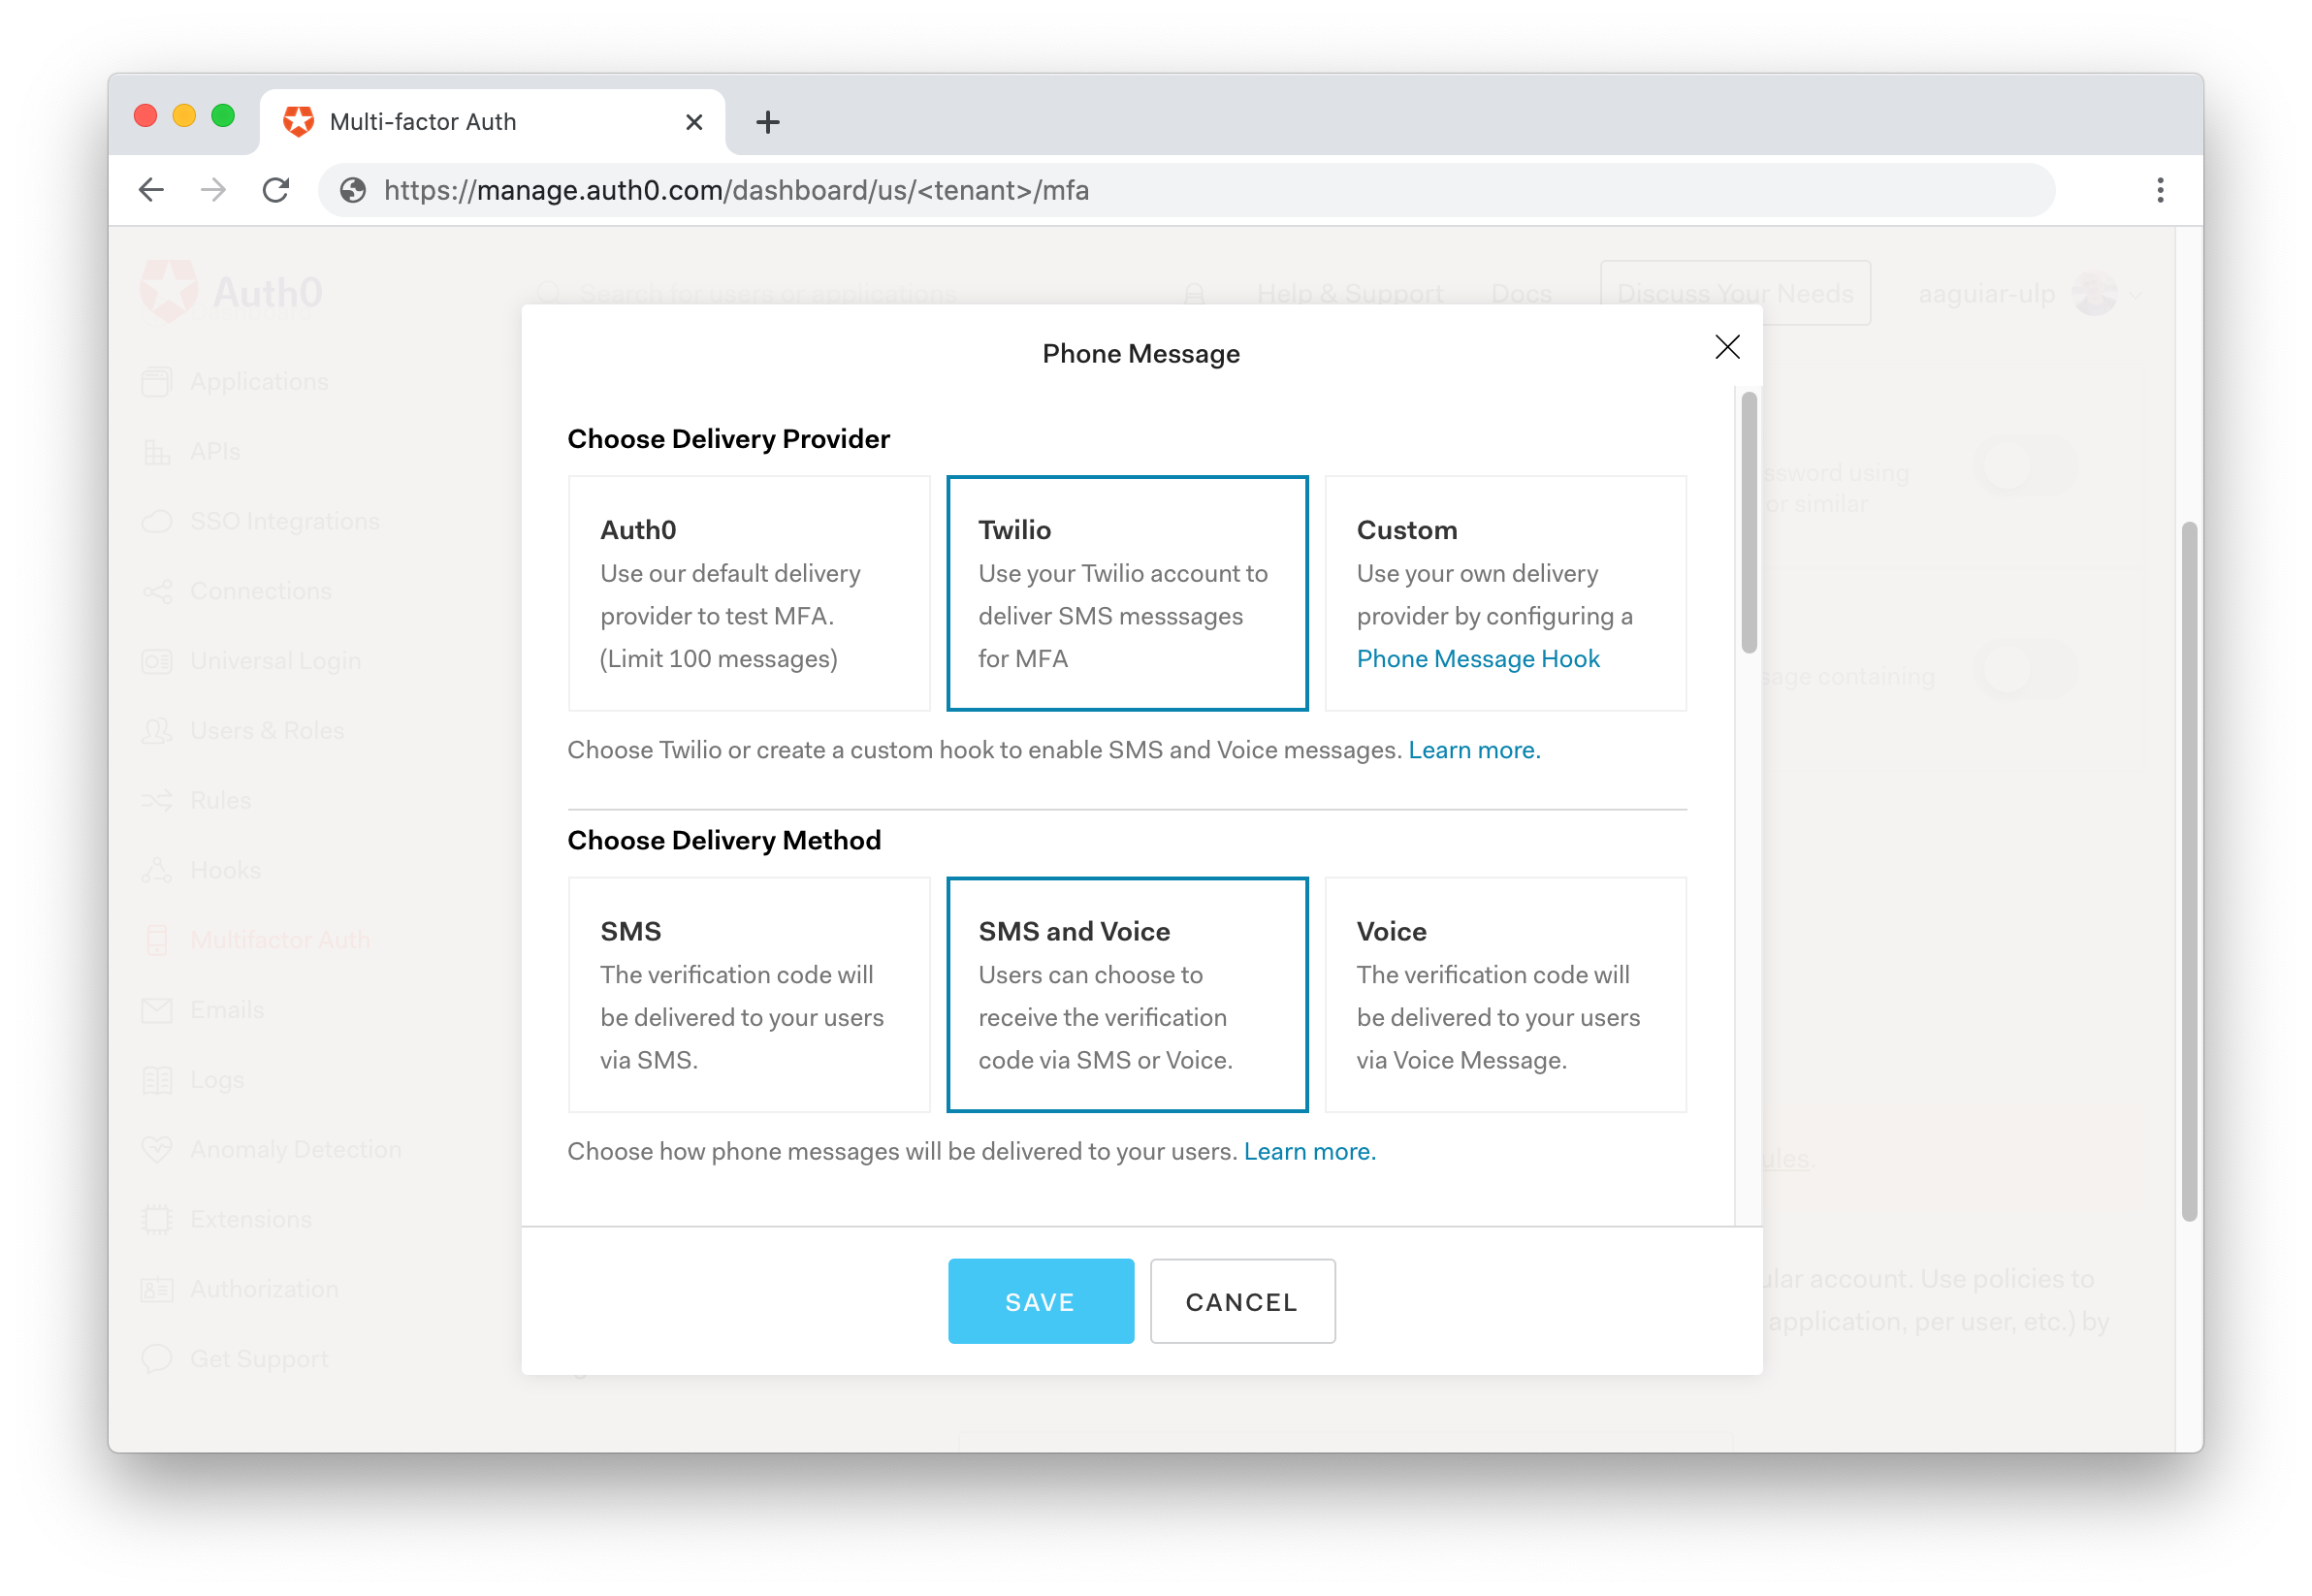 Multi-factor Auth
https://manage.auth0.com/dashboard/us/<tenant>/mfa
Auth0
Search for users or applications
Help & Support
Docs
Discuss Your Needs
aaguiar-ulp
Applications
APIs
SSO Integrations
Connections
Universal Login
Users & Roles
Rules
Hooks
Multifactor Auth
Emails
Logs
Anomaly Detection
Extensions
Authorization
Get Support
Phone Message
Choose Delivery Provider
Auth0
Use our default delivery
provider to test MFA.
(Limit 100 messages)
Twilio
Use your Twilio account to
deliver SMS messsages
for MFA
Custom
Use your own delivery
provider by configuring a
Phone Message Hook
Choose Twilio or create a custom hook to enable SMS and Voice messages. Learn more.
Choose Delivery Method
SMS
The verification code will
be delivered to your users
via SMS.
SMS and Voice
Users can choose to
receive the verification
code via SMS or Voice.
Voice
The verification code will
be delivered to your users
via Voice Message.
Choose how phone messages will be delivered to your users. Learn more.
SAVE
CANCEL
using
or similar
containing
account. Use policies to
application, per user, etc.) by